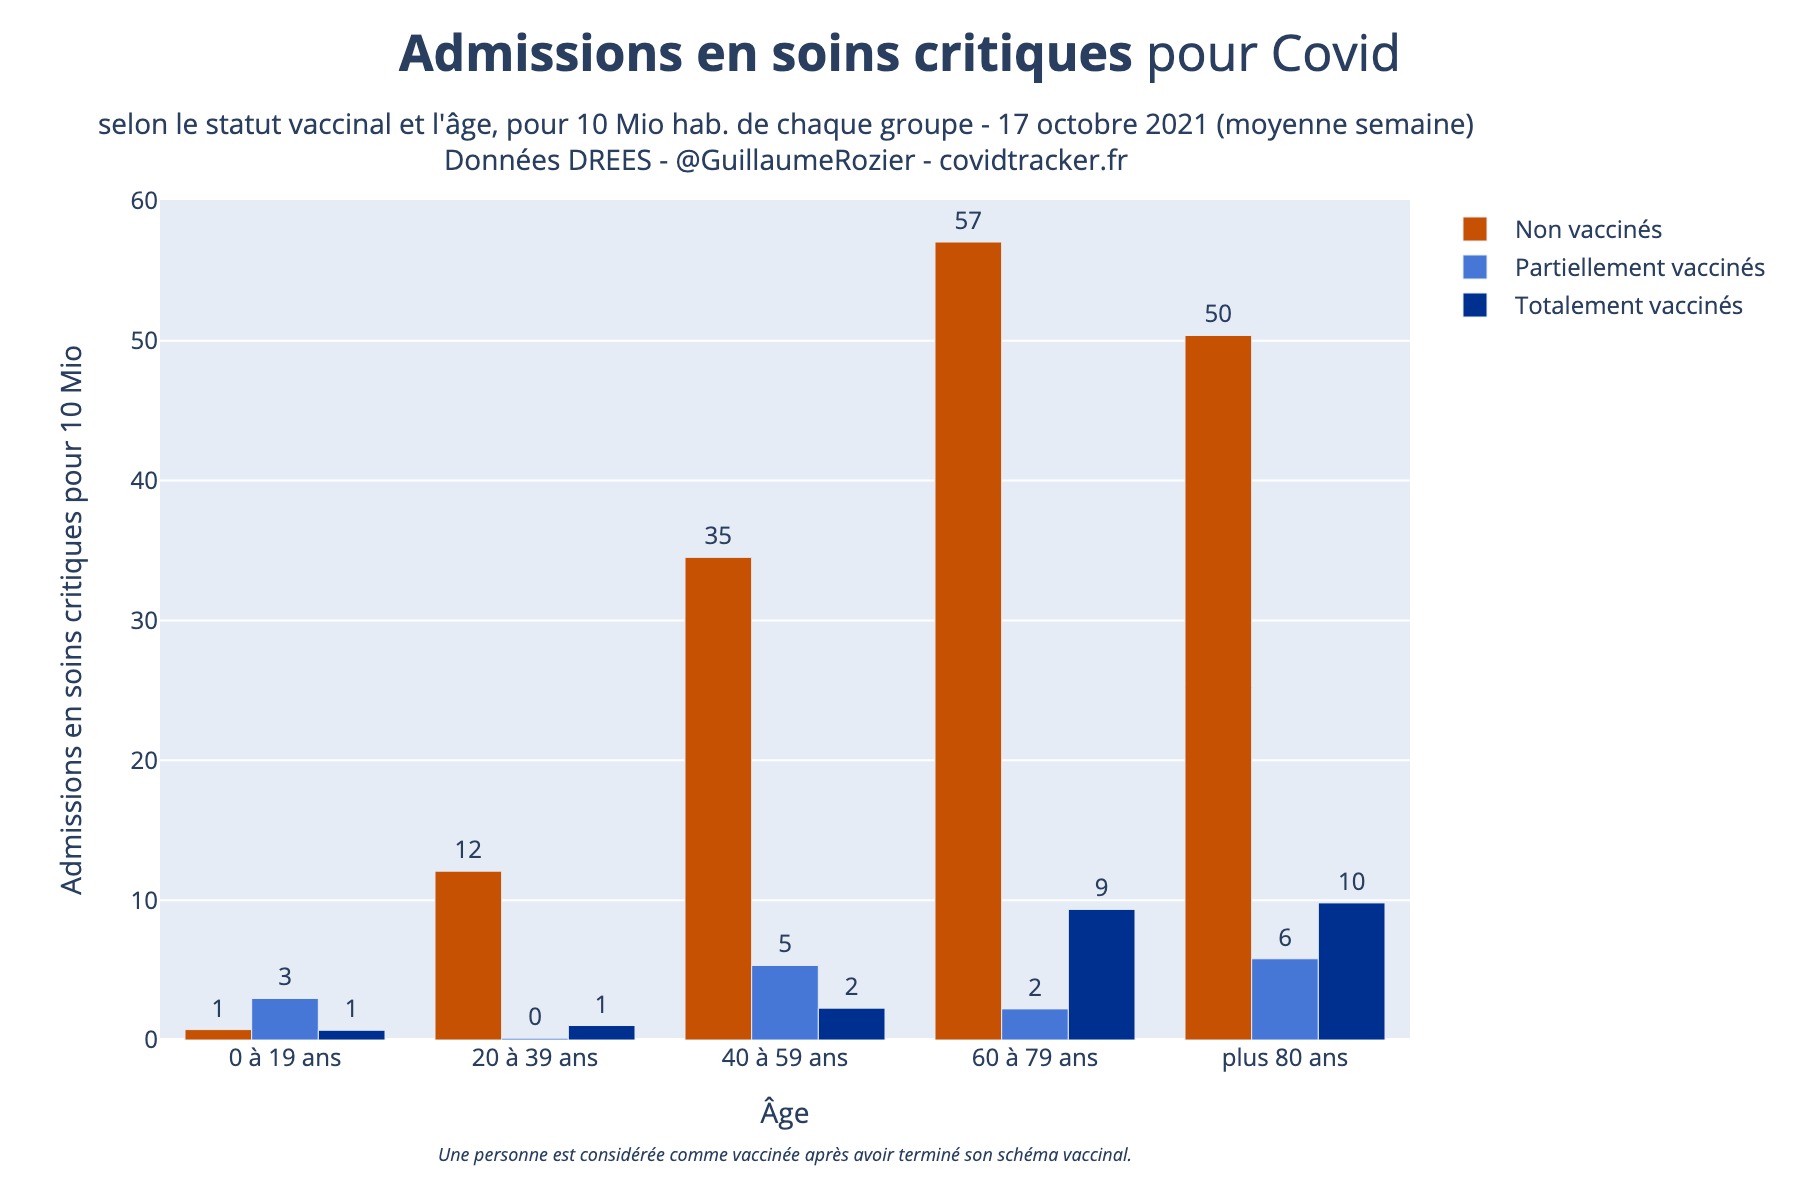 Admissions en soins critiques pour Covid
selon le statut vaccinal et l'âge, pour 10 Mio hab. de chaque groupe - 17 octobre 2021 (moyenne semaine)
Données DREES - @GuillaumeRozier - covidtracker.fr
Non vaccinés
Partiellement vaccinés
Totalement vaccinés
Admissions en soins critiques pour 10 Mio
60
50
40
30
20
10
0
1
3
1
12
0
1
35
5
2
57
2
9
50
6
10
0 à 19 ans
20 à 39 ans
40 à 59 ans
60 à 79 ans
plus 80 ans
Âge
Une personne est considérée comme vaccinée après avoir terminé son schéma vaccinal.